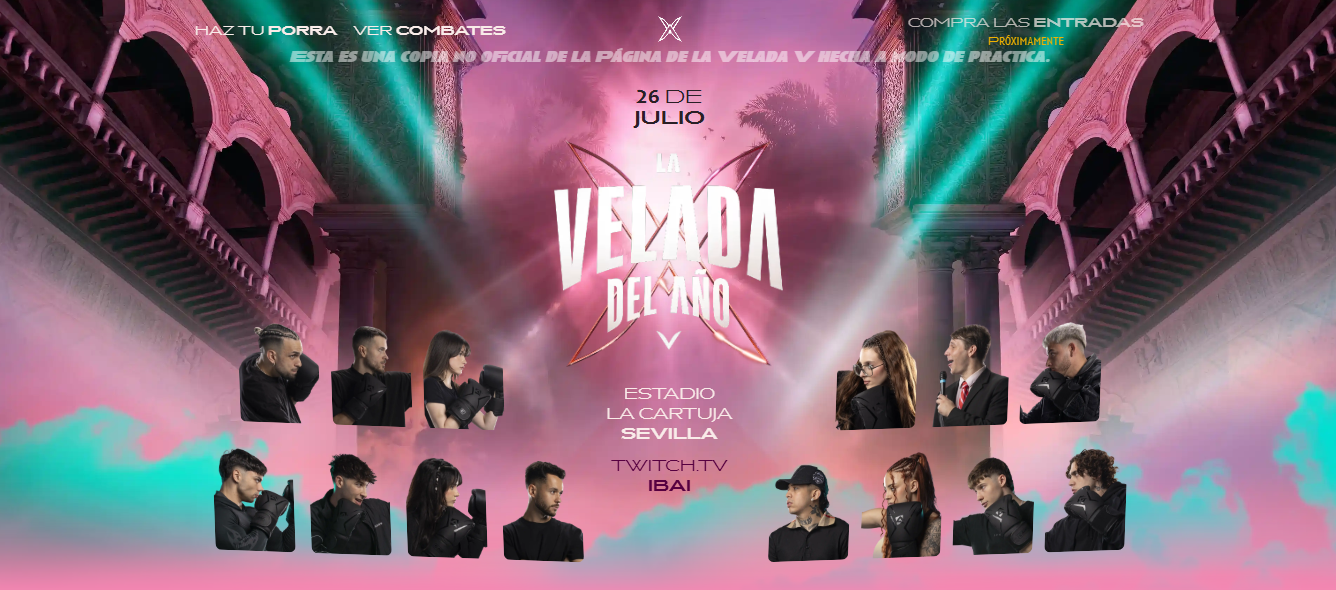 HAZ TU PORRA VER COMBATES
COMPRA LAS ENTRADAS
PRÓXIMAMENTE
ESTA ES UNA COPIA NO OFICIAL DE LA PÁGINA DE LA VELADA V HECHA A MODO DE PRACTICA.
26 DE
JULIO
LA
VELADA
DEL AÑO
V
ESTADIO
LA CARTUJA
SEVILLA
TWITCH.TV
IBAI